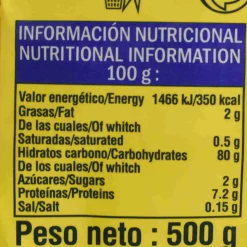 INFORMACIÓN NUTRICIONAL
NUTRITIONAL INFORMATION
100 g :
Valor energético/Energy 1466 kJ/350 kcal
Grasas/Fat 2 g
De las cuales/Of whitch
Saturadas/saturated 0.5 g
Hidratos carbono/Carbohydrates 80 g
De los cuales/Of whitch
Azúcares/Sugars 2 g
Proteínas/Proteins 7.2 g
Sal/Salt 0.15 g
Peso neto : 500 g